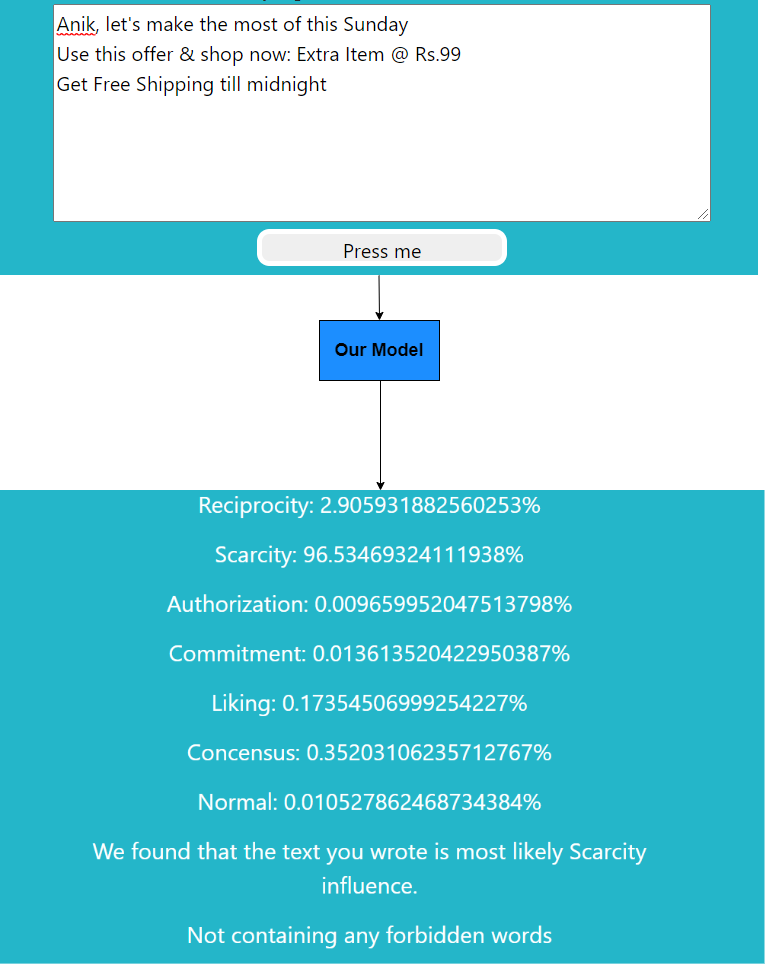 Anik, let's make the most of this Sunday
Use this offer & shop now: Extra Item @ Rs.99
Get Free Shipping till midnight
Press me
Our Model
Reciprocity: 2.905931882560253%
Scarcity: 96.53469324111938%
Authorization: 0.009659952047513798%
Commitment: 0.013613520422950387%
Liking: 0.17354506999254227%
Concensus: 0.35203106235712767%
Normal: 0.010527862468734384%
We found that the text you wrote is most likely Scarcity
influence.
Not containing any forbidden words